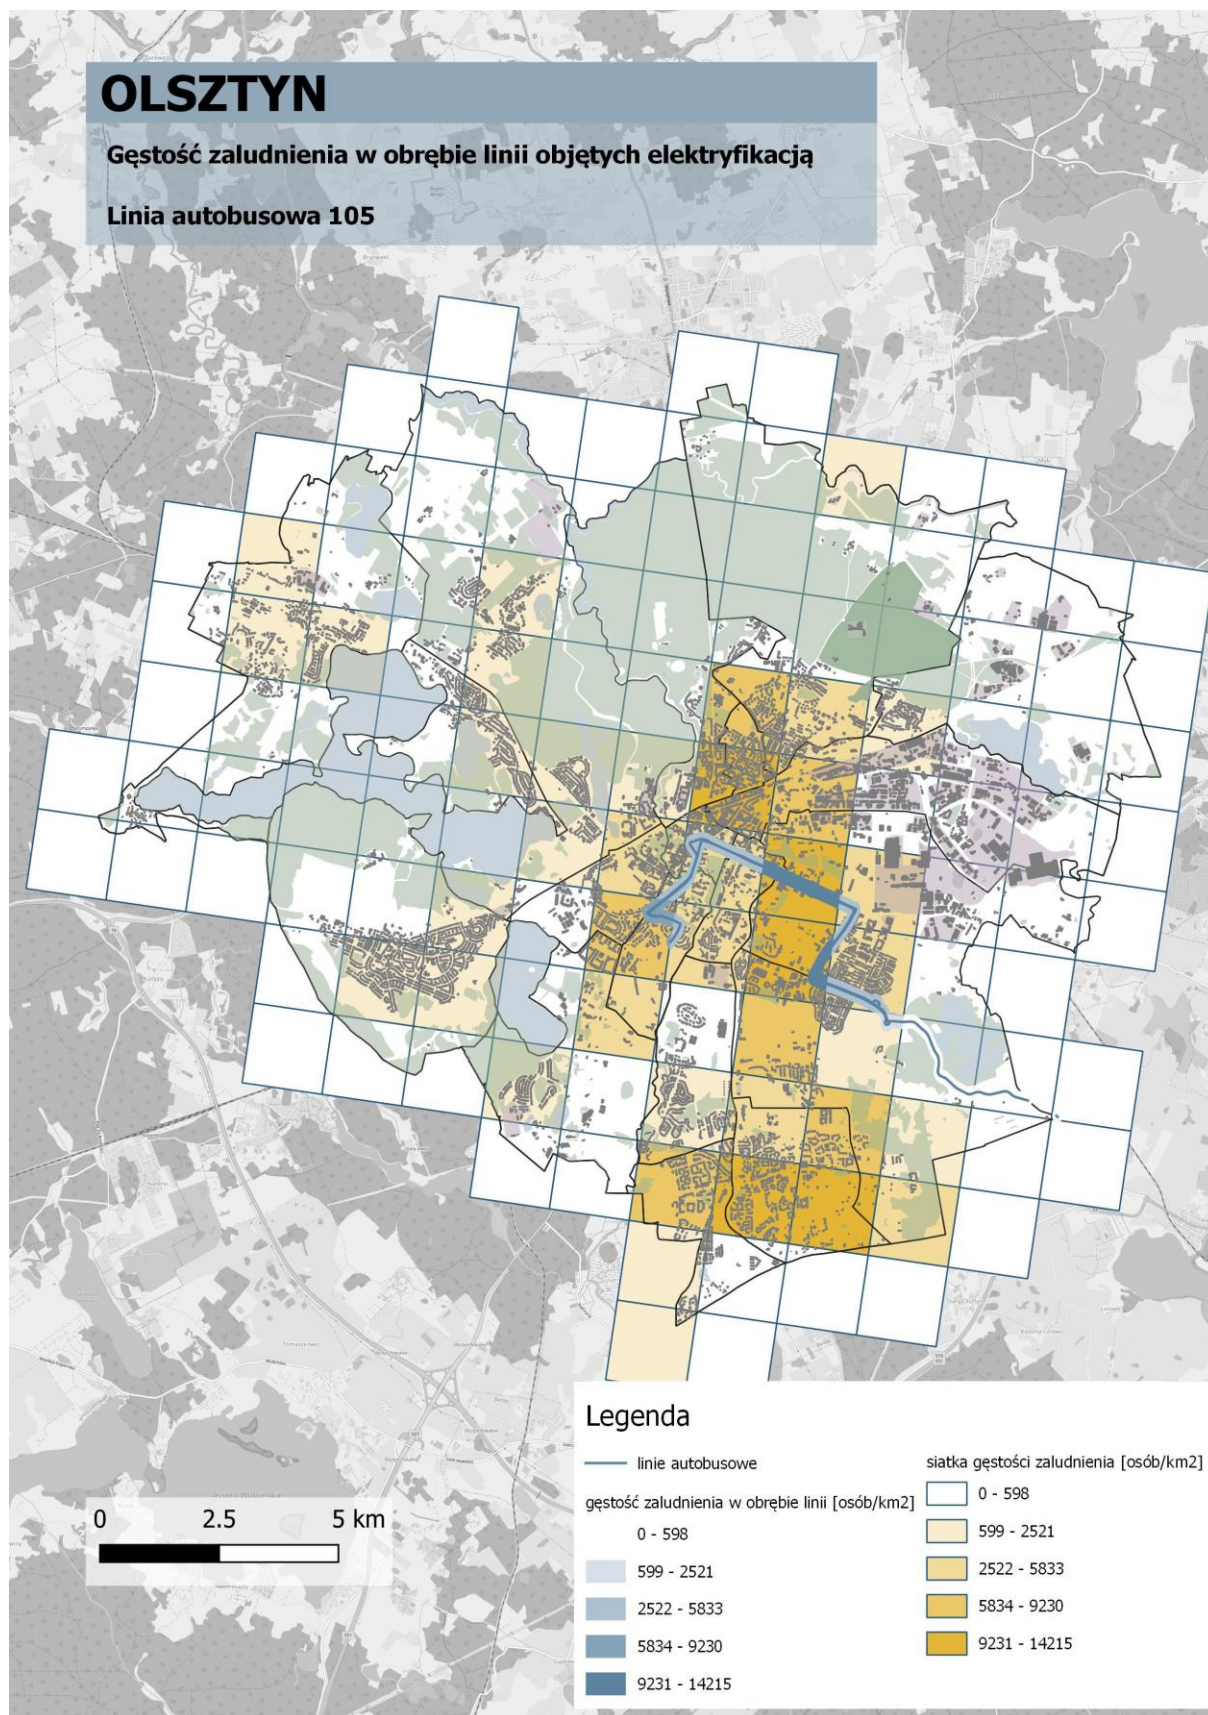 OLSZTYN
Gęstość zaludnienia w obrębie linii objętych elektryfikacją
Linia autobusowa 105
Legenda
linie autobusowe
gęstość zaludnienia w obrębie linii [osób/km2]
0 - 598
599 - 2521
2522 - 5833
5834 - 9230
9231 - 14215
siatka gęstości zaludnienia [osób/km2]
0 - 598
599 - 2521
2522 - 5833
5834 - 9230
9231 - 14215
0 2.5 5 km